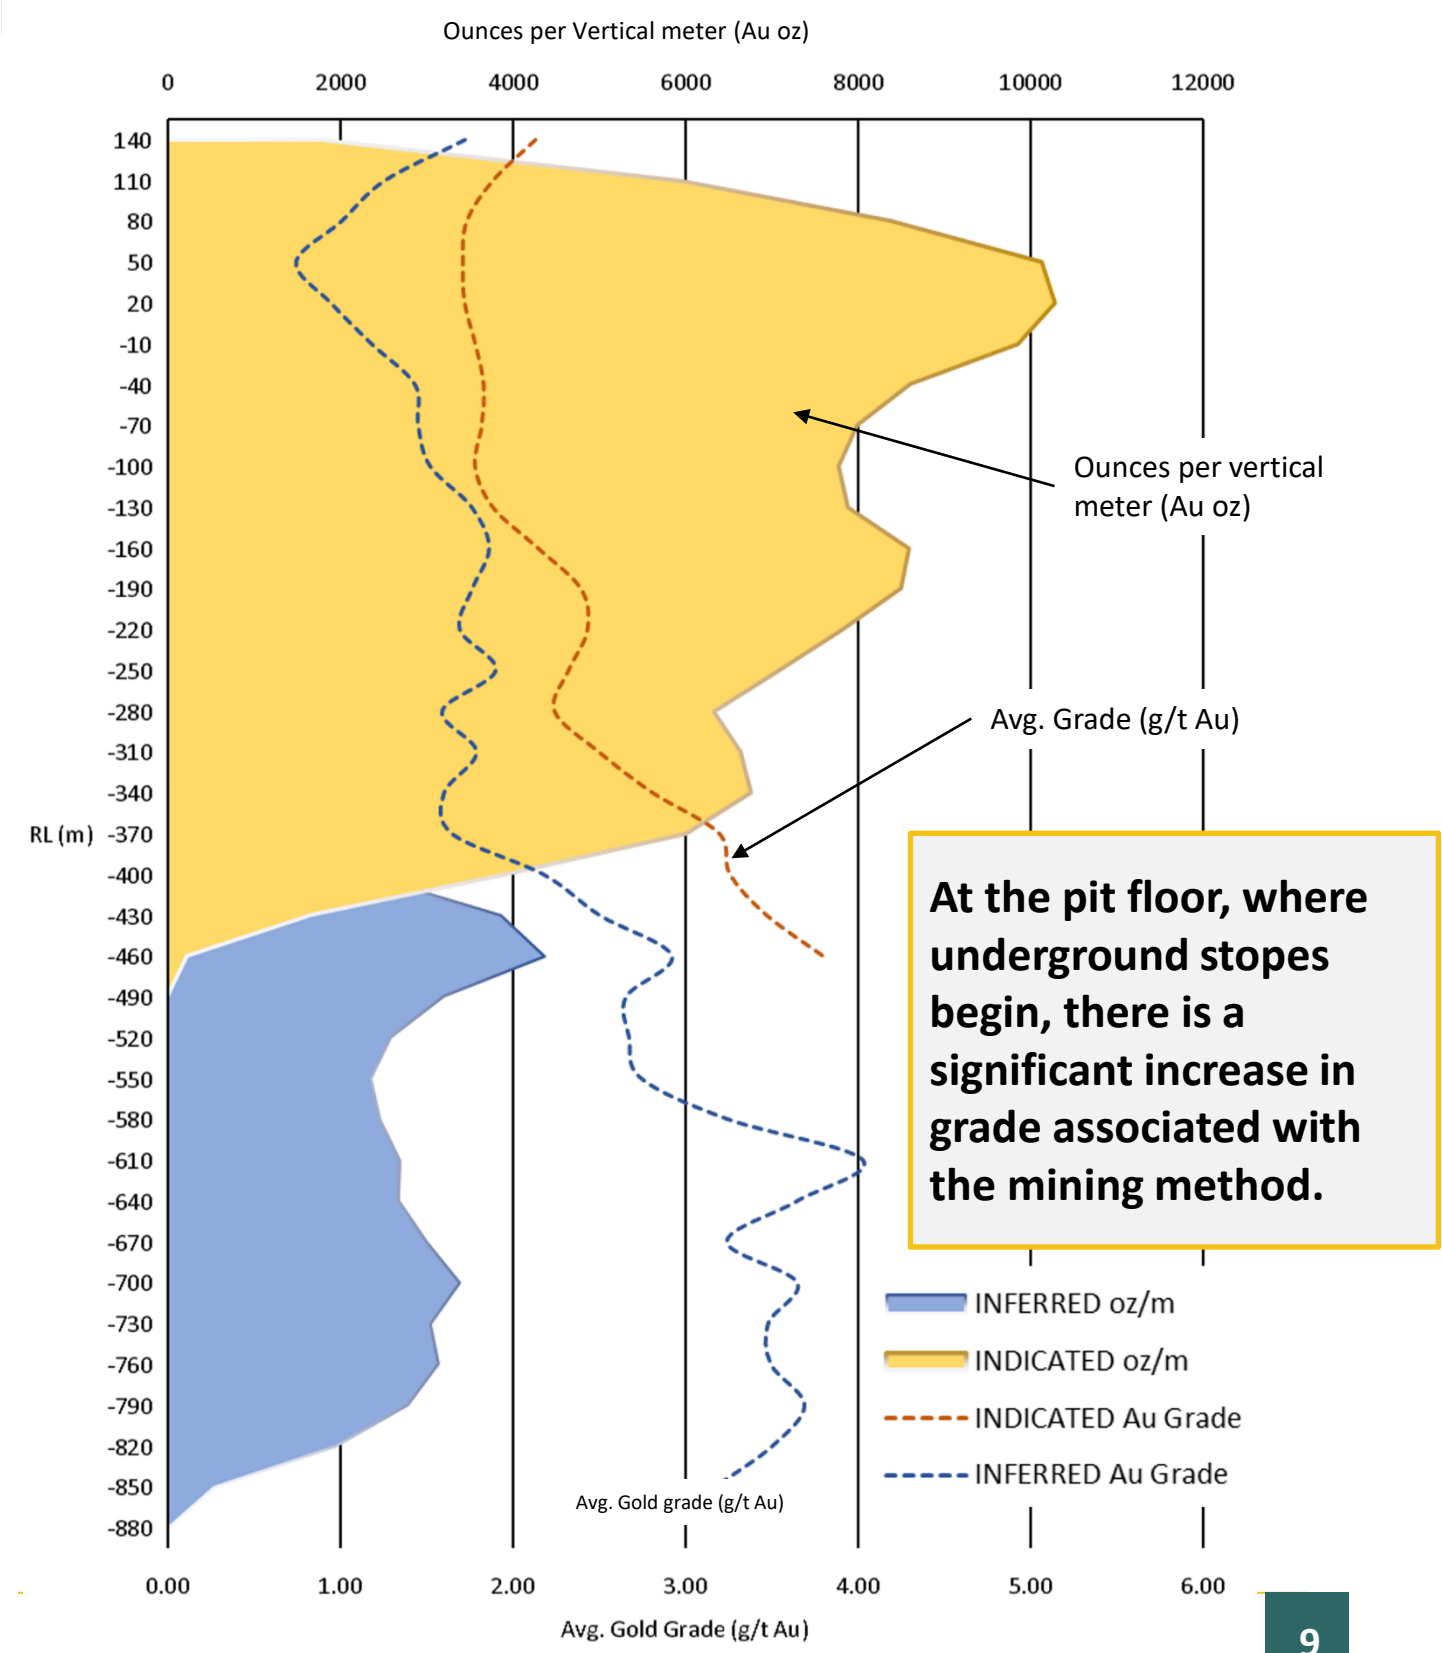 Ounces per Vertical meter (Au oz)
0 2000 4000 6000 8000 10000 12000
140
110
80
50
20
-10
-40
-70
-100
-130
-160
-190
-220
-250
-280
-310
-340
RL (m) -370
-400
-430
-460
-490
-520
-550
-580
-610
-640
-670
-700
-730
-760
-790
-820
-850
-880
Ounces per vertical
meter (Au oz)
Avg. Grade (g/t Au)
At the pit floor, where
underground stopes
begin, there is a
significant increase in
grade associated with
the mining method.
INFERRED oz/m
INDICATED oz/m
INDICATED Au Grade
INFERRED Au Grade
Avg. Gold grade (g/t Au)
0.00 1.00 2.00 3.00 4.00 5.00 6.00
Avg. Gold Grade (g/t Au)
9